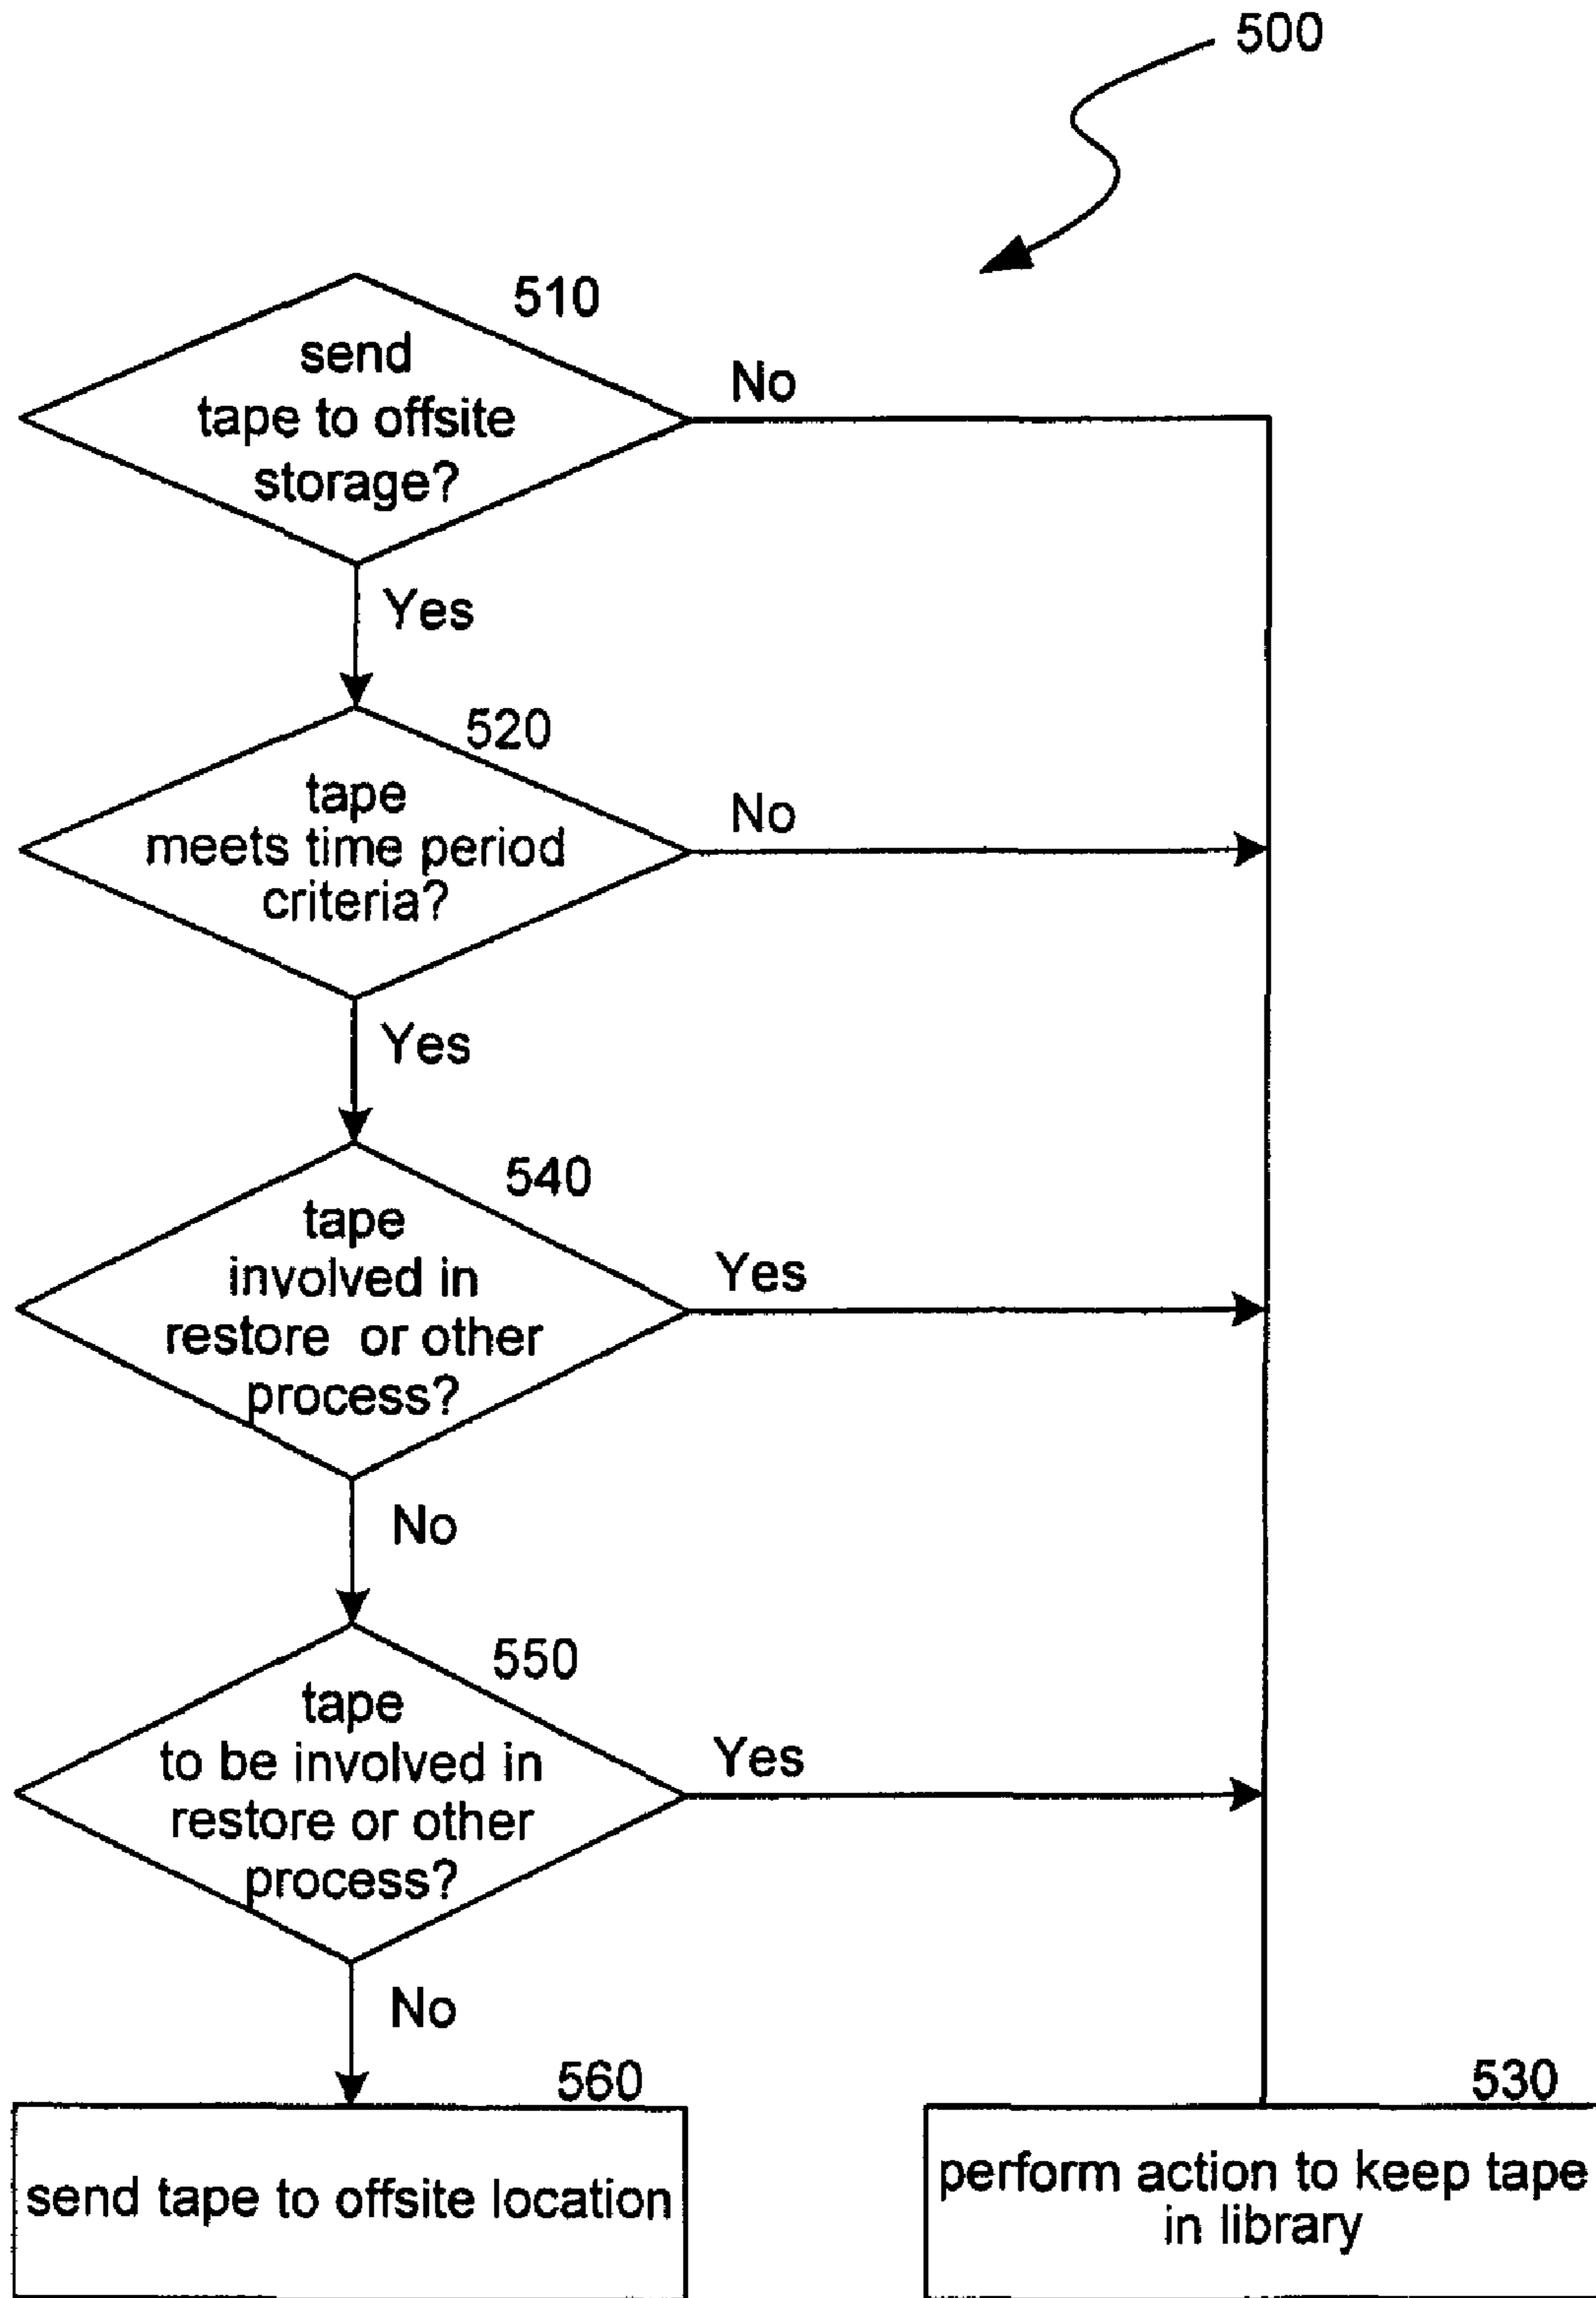 500
510
send
tape to offsite
storage?
No
Yes
520
tape
meets time period
criteria?
No
Yes
540
tape
involved in
restore or other
process?
Yes
No
550
tape
to be involved in
restore or other
process?
Yes
No
560
send tape to offsite location
530
perform action to keep tape
in library